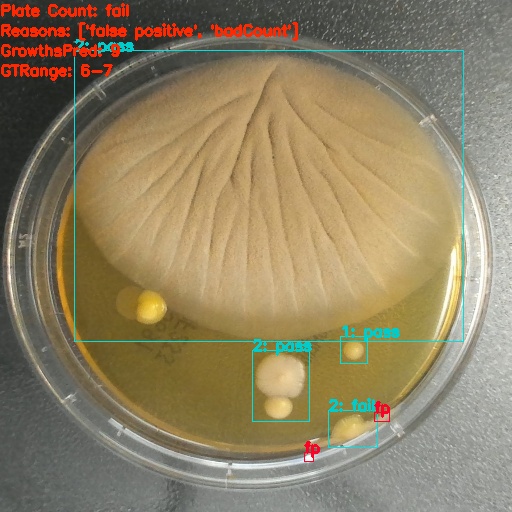 Plate Count: fail
Reasons: ['false positive', 'badCount']
GrowthsPred: 9
2: pass
GTRange: 6-7
1: pass
2: pass
2: fail
fp
fp